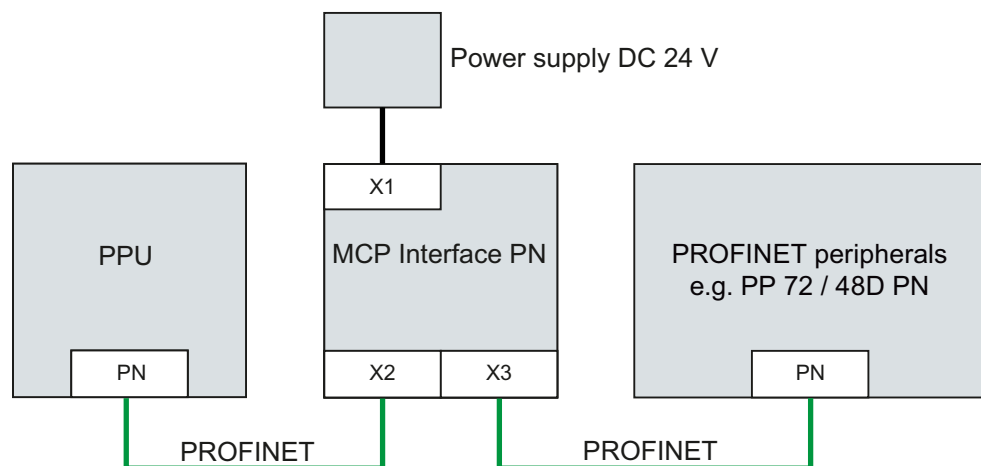 Power supply DC 24 V
X1
PPU
MCP Interface PN
PROFINET peripherals
e.g. PP 72 / 48D PN
PN
X2
X3
PN
PROFINET
PROFINET